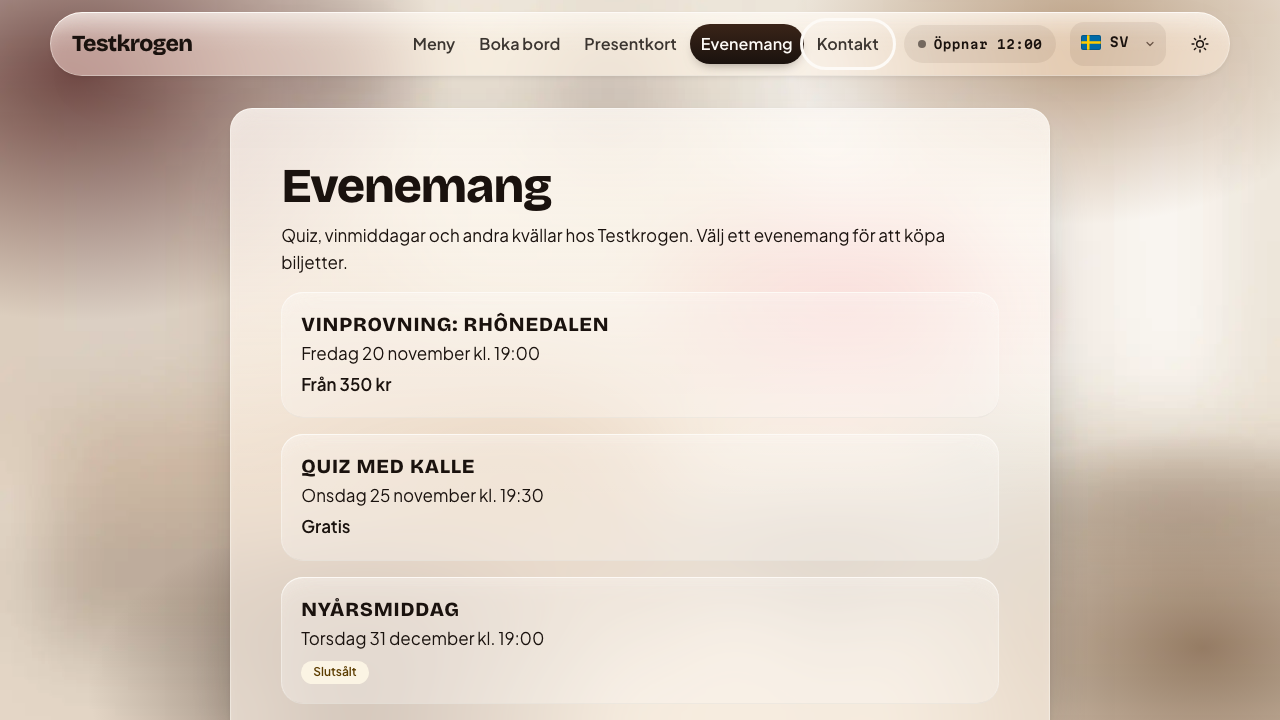 Testkrogen
Meny
Boka bord
Presentkort
Evenemang
Kontakt
Öppnar 12:00
SV
Evenemang
Quiz, vinmiddagar och andra kvällar hos Testkrogen. Välj ett evenemang för att köpa
biljetter.
VINPROVNING: RHÔNEDALEN
Fredag 20 november kl. 19:00
Från 350 kr
QUIZ MED KALLE
Onsdag 25 november kl. 19:30
Gratis
NYÅRSMIDDAG
Torsdag 31 december kl. 19:00
Slutsålt